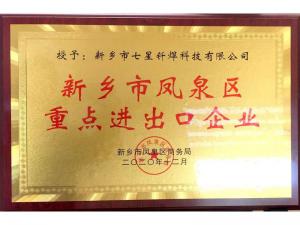 授予：新乡市七星钎焊科技有限公司
新乡市凤泉区
重点进出口企业
新乡市凤泉区商务局
二〇二〇年十二月